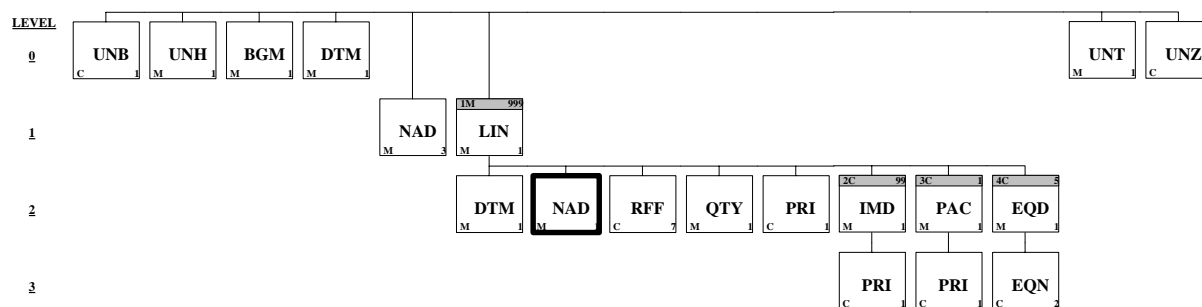 LEVEL
0 UNB UNH BGM DTM UNT UNZ
C 1 M 1 M 1 M 1 M 1 C
1M 999
1 NAD LIN
M 3 M 1
2C 99 3C 1 4C 5
2 DTM NAD RFF QTY PRI IMD PAC EQD
M 1 M C 7 M 1 C 1 M 1 M 1 M 1
3 PRI PRI EQN
C 1 C 1 C 2